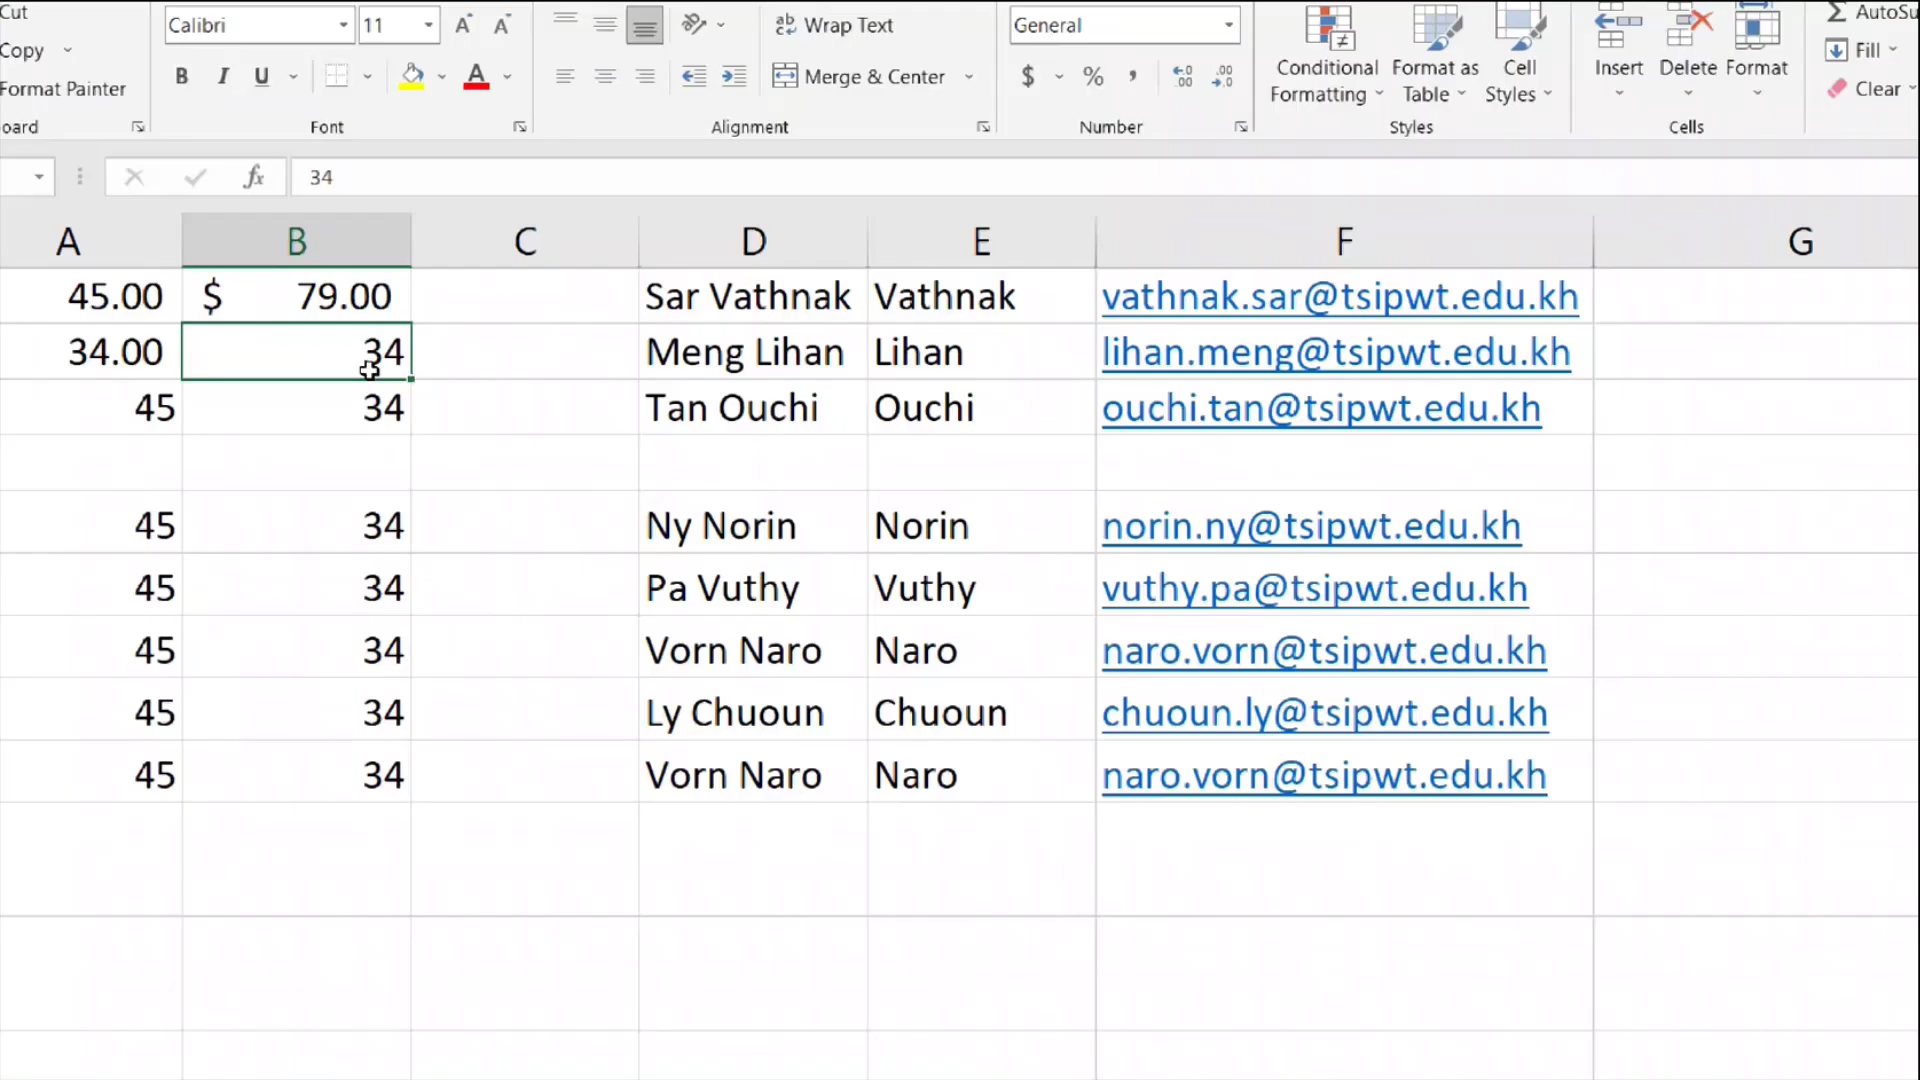 Cut
Calibri 11 A A Wrap Text General AutoSu
Copy Fill
Format Painter B I U A Merge & Center $ % , Conditional Formatting Format as Table Cell Styles Insert Delete Format Clear
oard Font Alignment Number Styles Cells
fx 34
A B C D E F G
45.00 $ 79.00 Sar Vathnak Vathnak vathnak.sar@tsipwt.edu.kh
34.00 34 Meng Lihan Lihan lihan.meng@tsipwt.edu.kh
45 34 Tan Ouchi Ouchi ouchi.tan@tsipwt.edu.kh
45 34 Ny Norin Norin norin.ny@tsipwt.edu.kh
45 34 Pa Vuthy Vuthy vuthy.pa@tsipwt.edu.kh
45 34 Vorn Naro Naro naro.vorn@tsipwt.edu.kh
45 34 Ly Chuoun Chuoun chuoun.ly@tsipwt.edu.kh
45 34 Vorn Naro Naro naro.vorn@tsipwt.edu.kh